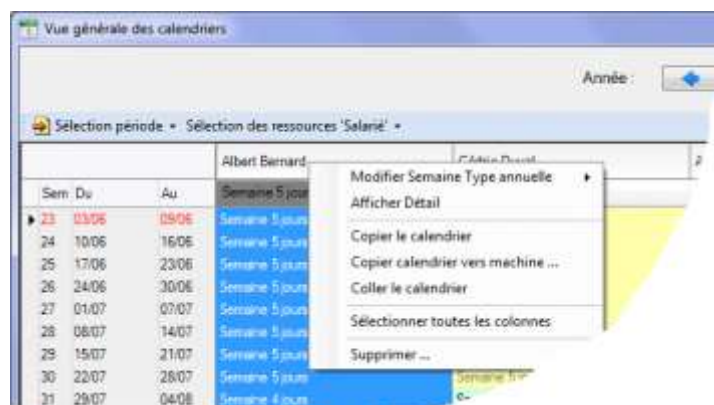 Vue générale des calendriers
Année :
Sélection période Sélection des ressources 'Salarié'
Albert Bernard Cédric Duval
Sem Du Au Semaine 5 jours
23 03/06 09/06 Semaine 5 jours
24 10/06 16/06 Semaine 5 jours
25 17/06 23/06 Semaine 5 jours
26 24/06 30/06 Semaine 5 jours
27 01/07 07/07 Semaine 5 jours
28 08/07 14/07 Semaine 5 jours
29 15/07 21/07 Semaine 5 jours
30 22/07 28/07 Semaine 5 jours Semaine 5
31 29/07 04/08 Semaine 4 jours
Modifier Semaine Type annuelle
Afficher Détail
Copier le calendrier
Copier calendrier vers machine ...
Coller le calendrier
Sélectionner toutes les colonnes
Supprimer ...